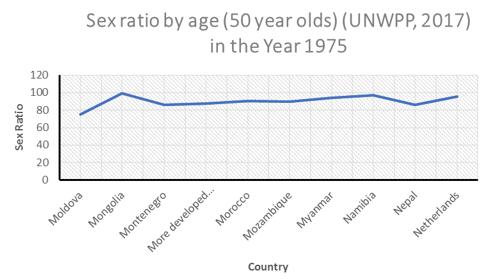 Sex ratio by age (50 year olds) (UNWPP, 2017)
in the Year 1975
120
100
80
60
40
20
0
Sex Ratio
Moldova
Mongolia
Montenegro
More developed...
Morocco
Mozambique
Myanmar
Namibia
Nepal
Netherlands
Country